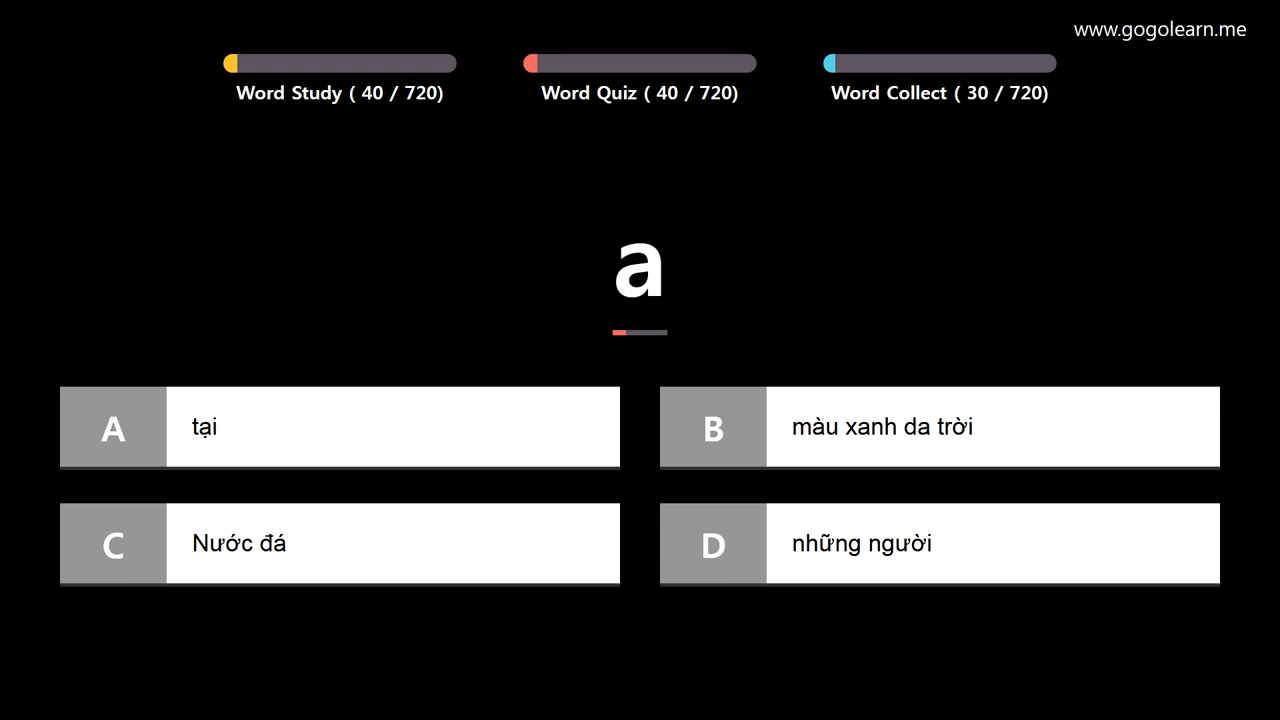 www.gogolearn.me
Word Study ( 40 / 720)
Word Quiz ( 40 / 720)
Word Collect ( 30 / 720)
a
A tại
B màu xanh da trời
C Nước đá
D những người